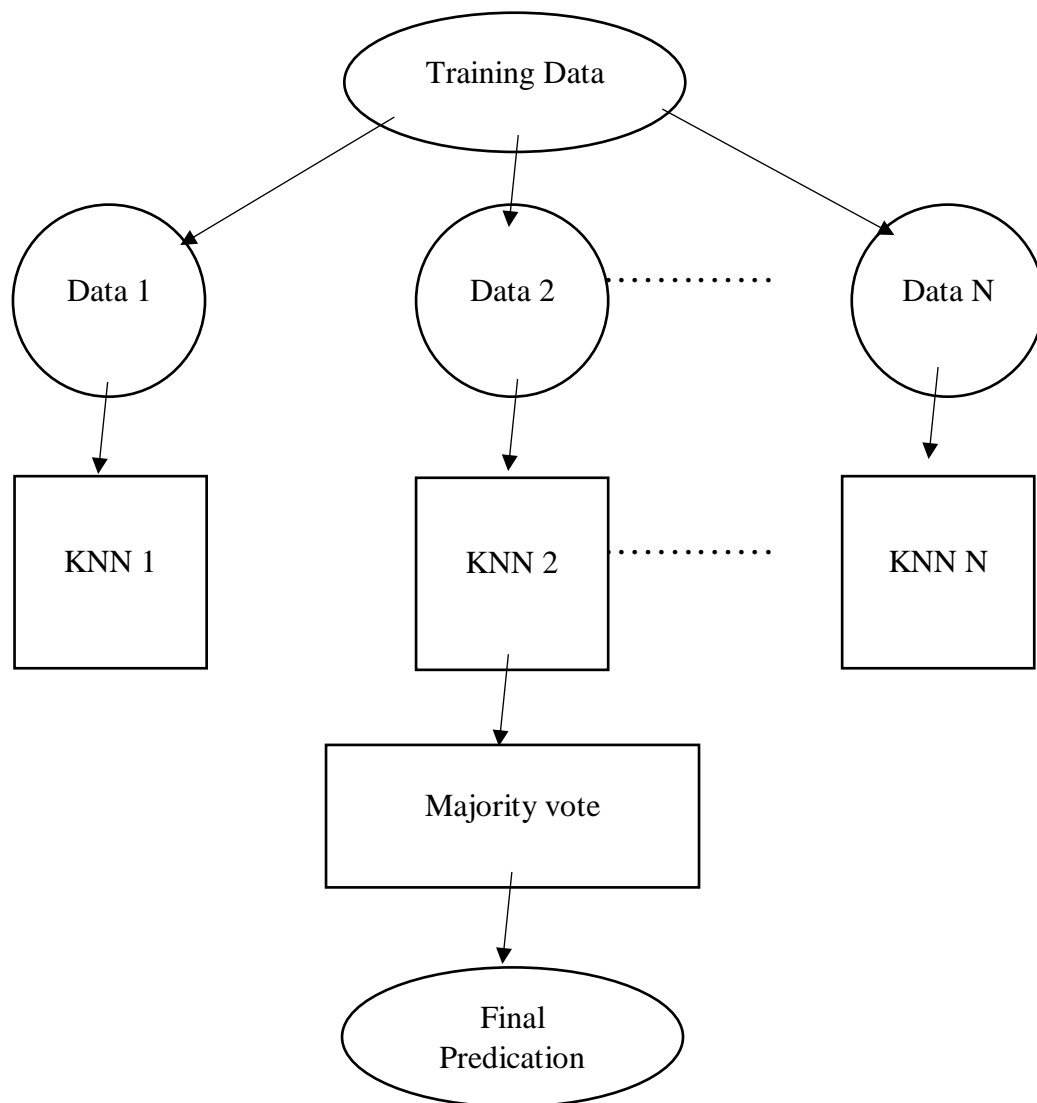 Training Data
Data 1
Data 2
Data N
KNN 1
KNN 2
KNN N
Majority vote
Final
Predication